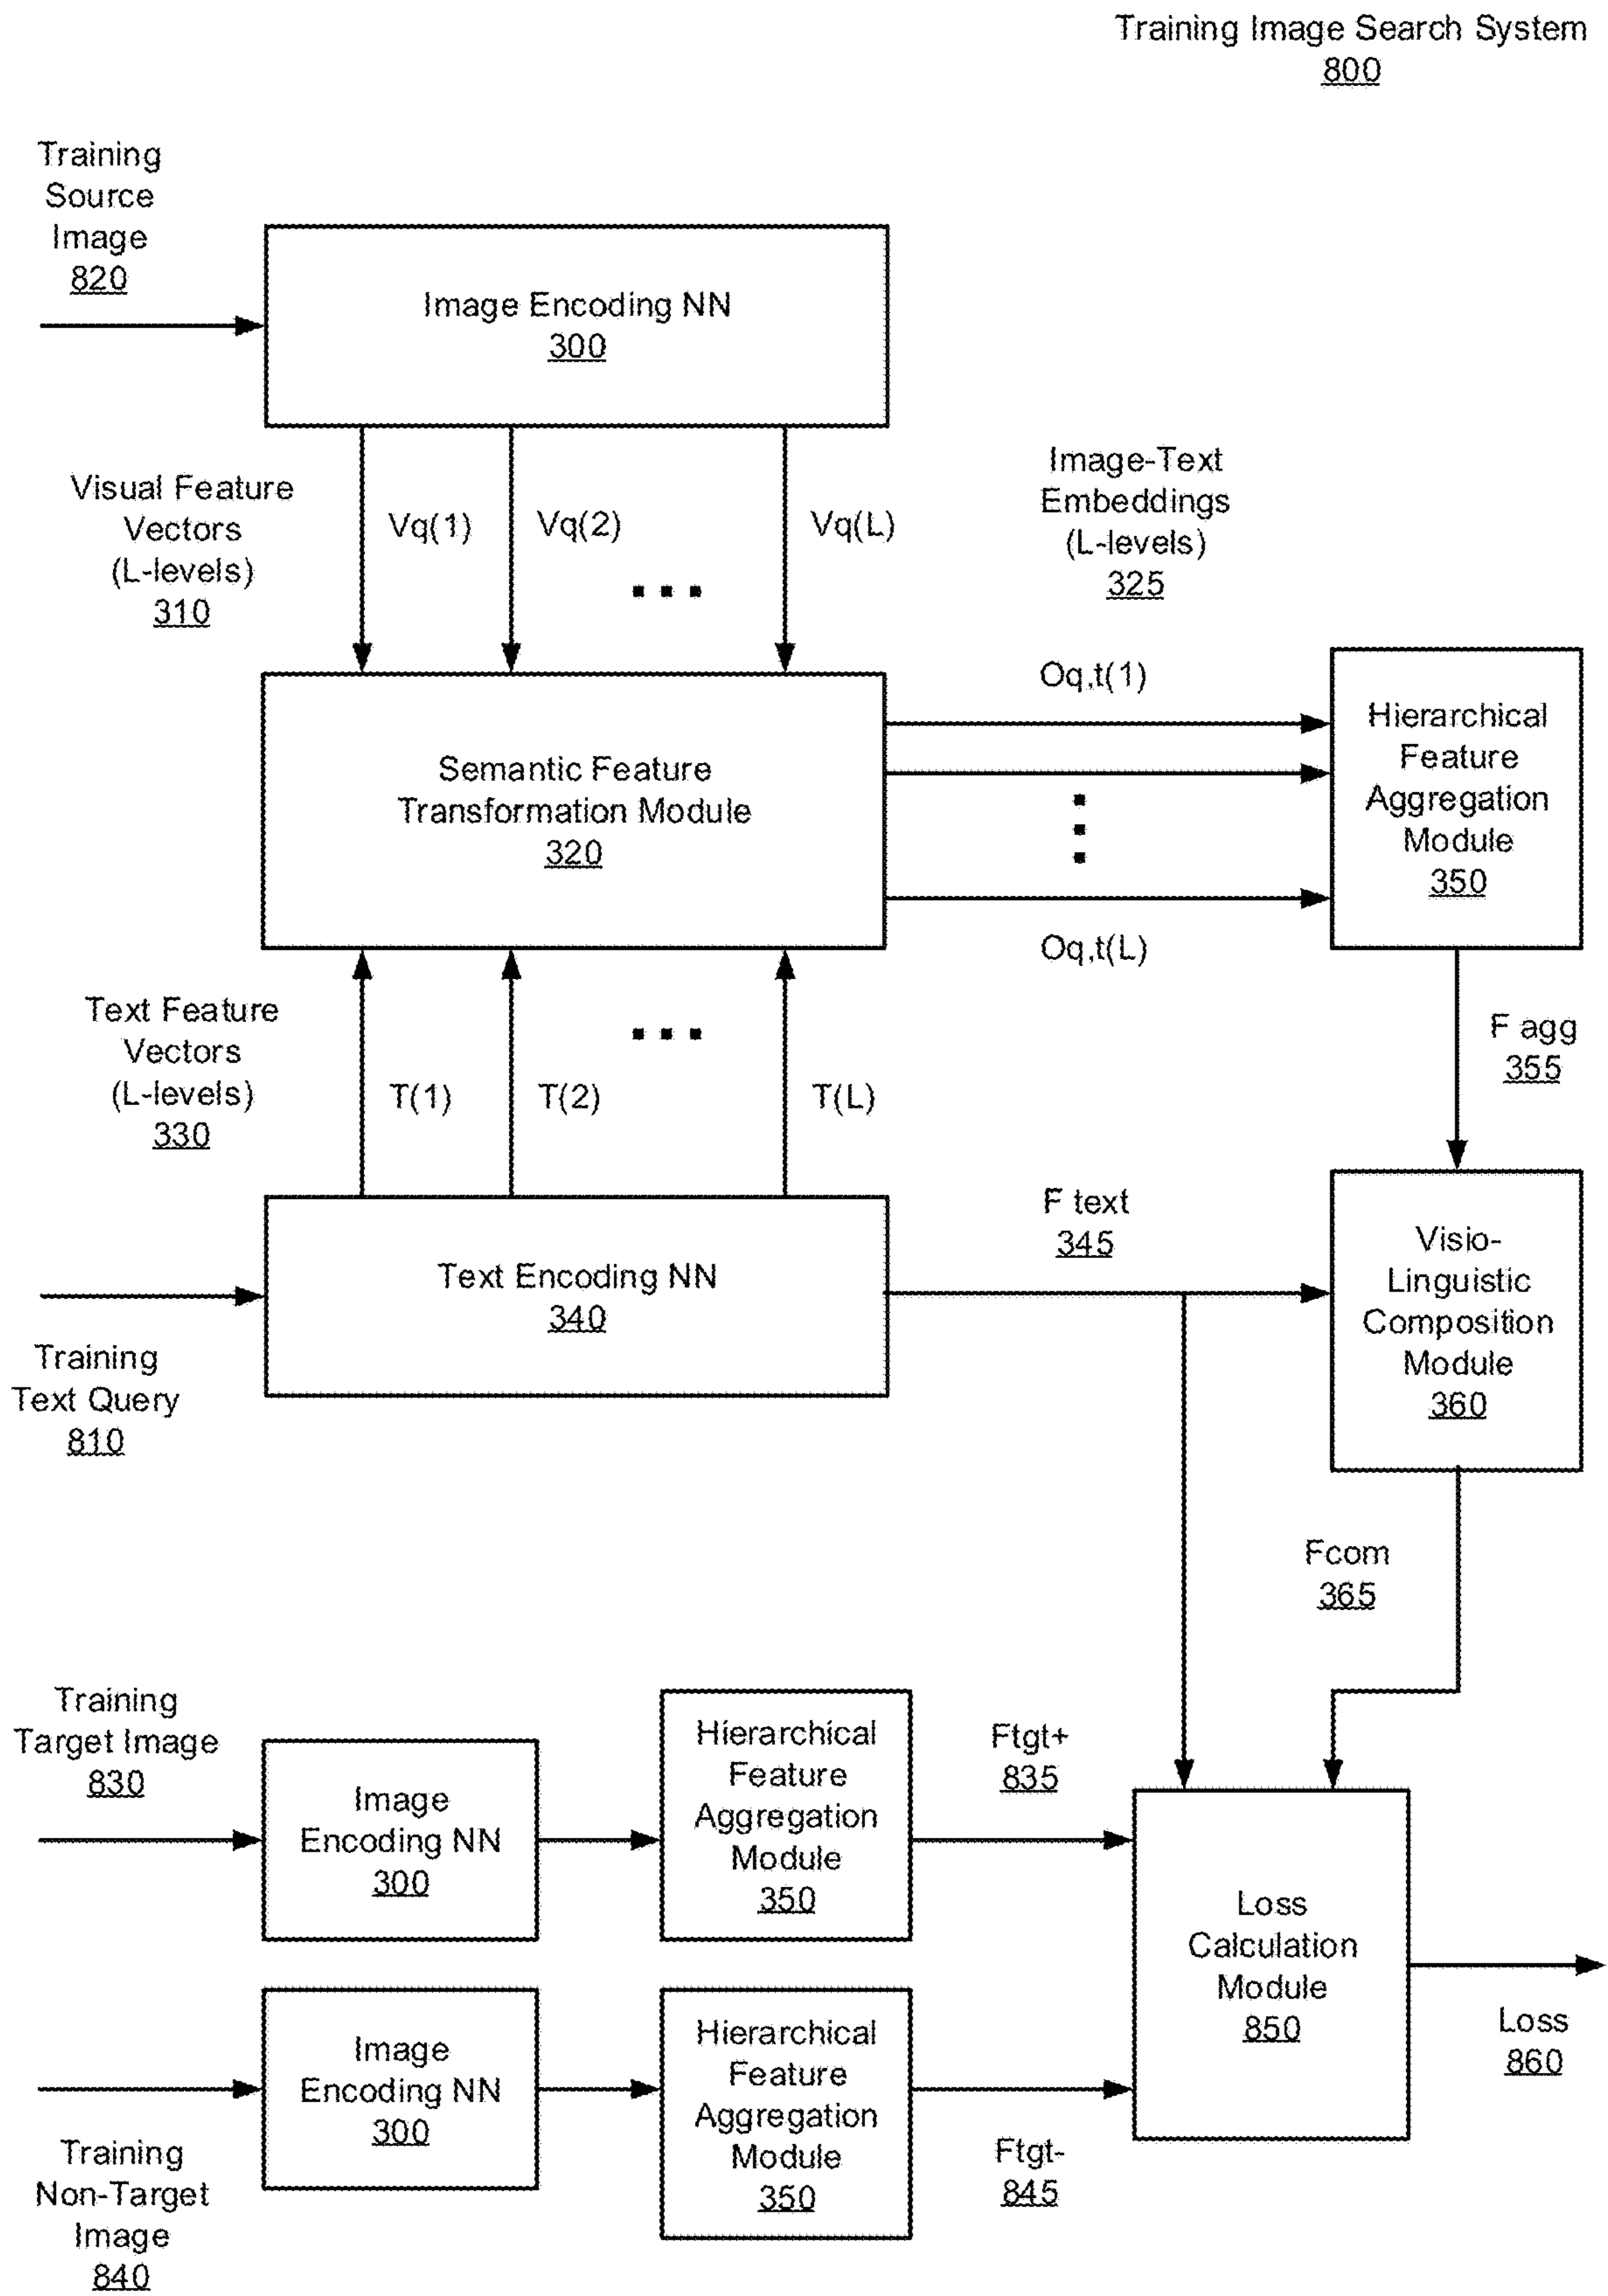 Training Image Search System
800
Training
Source
Image
820
Image Encoding NN
300
Visual Feature
Vectors
(L-levels)
310
Vq(1)
Vq(2)
Vq(L)
Image-Text
Embeddings
(L-levels)
325
Semantic Feature
Transformation Module
320
Oq,t(1)
Oq,t(L)
Hierarchical
Feature
Aggregation
Module
350
Text Feature
Vectors
(L-levels)
330
T(1)
T(2)
T(L)
F agg
355
Text Encoding NN
340
Training
Text Query
810
F text
345
Visio-
Linguistic
Composition
Module
360
Fcom
365
Training
Target Image
830
Image
Encoding NN
300
Hierarchical
Feature
Aggregation
Module
350
Ftgt+
835
Training
Non-Target
Image
840
Image
Encoding NN
300
Hierarchical
Feature
Aggregation
Module
350
Ftgt-
845
Loss
Calculation
Module
850
Loss
860